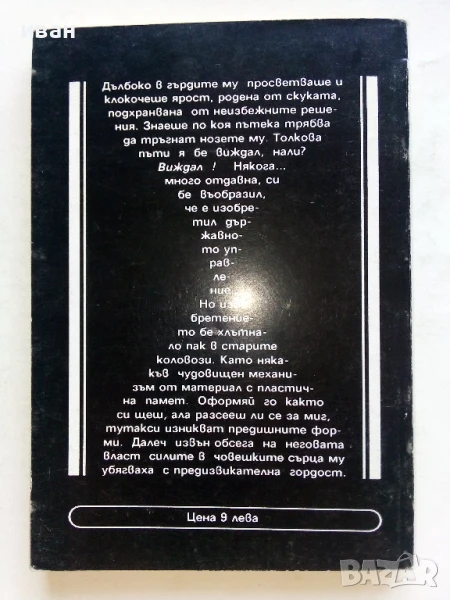 Иван
Дълбоко в гърдите му просветваше и
клокочеше ярост, родена от скуката,
подхранвана от неизбежните реше-
ния. Знаеше по коя пътека трябва
да тръгнат нозете му. Толкова
пъти я бе виждал, нали?
Виждал ! Някога...
много отдавна, си
бе въобразил,
че е изобре-
тил дър-
жавно-
то уп-
рав-
ле-
ние.
Но изо-
бретение-
то бе хлътна-
ло пак в старите
коловози. Като няка-
къв чудовищен механи-
зъм от материал с пластич-
на памет. Оформяй го както
си щеш, ала разсееш ли се за миг,
тутакси изникват предишните фор-
ми. Далеч извън обсега на неговата
власт силите в човешките сърца му
убягваха с предизвикателна гордост.
Цена 9 лева
BAZAR